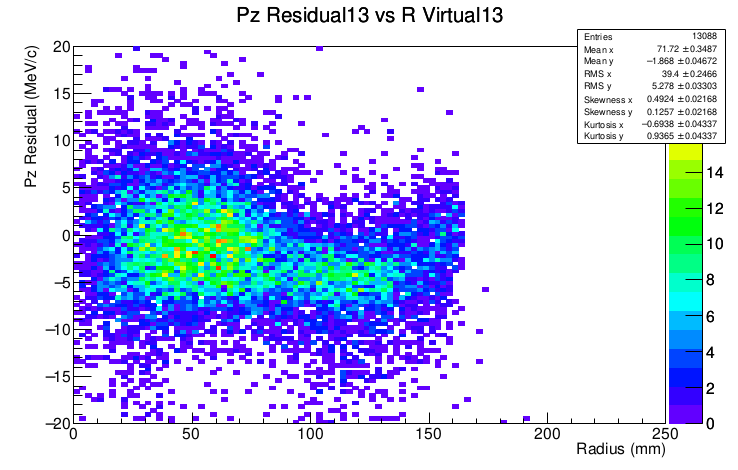 Pz Residual13 vs R Virtual13
Entries 13088
Mean x 71.72 ±0.3487
Mean y −1.868 ±0.04672
RMS x 39.4 ±0.2466
RMS y 5.278 ±0.03303
Skewness x 0.4924 ±0.02168
Skewness y 0.1257 ±0.02168
Kurtosis x −0.6938 ±0.04337
Kurtosis y 0.9365 ±0.04337
Pz Residual (MeV/c)
20
15
10
5
0
−5
−10
−15
−20
14
12
10
8
6
4
2
0
0 50 100 150 200 250
Radius (mm)